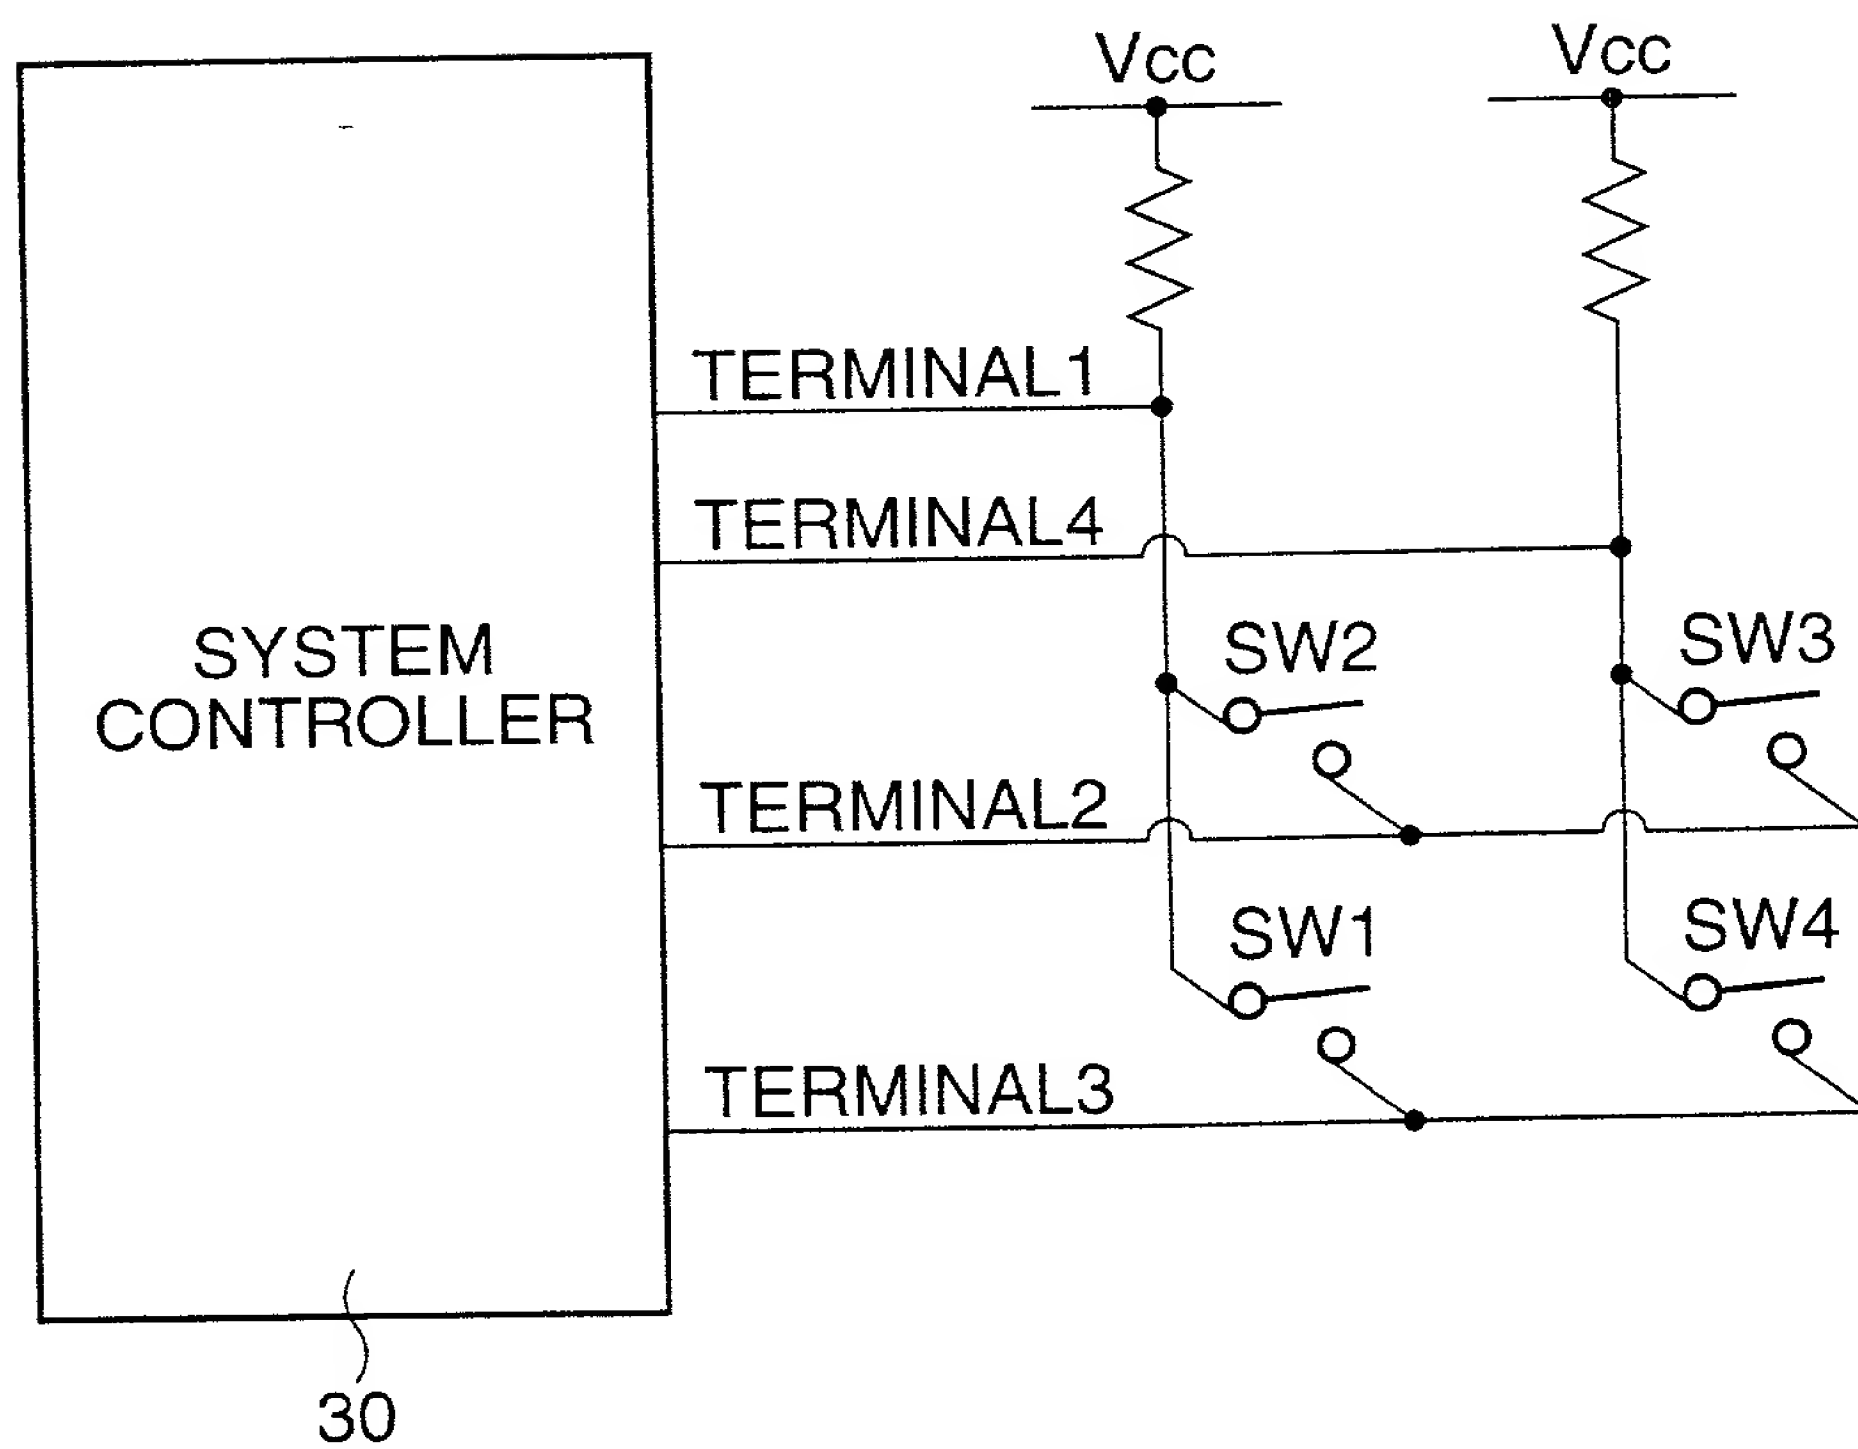 Vcc
Vcc
TERMINAL1
TERMINAL4
SYSTEM
CONTROLLER
SW2
SW3
TERMINAL2
SW1
SW4
TERMINAL3
30